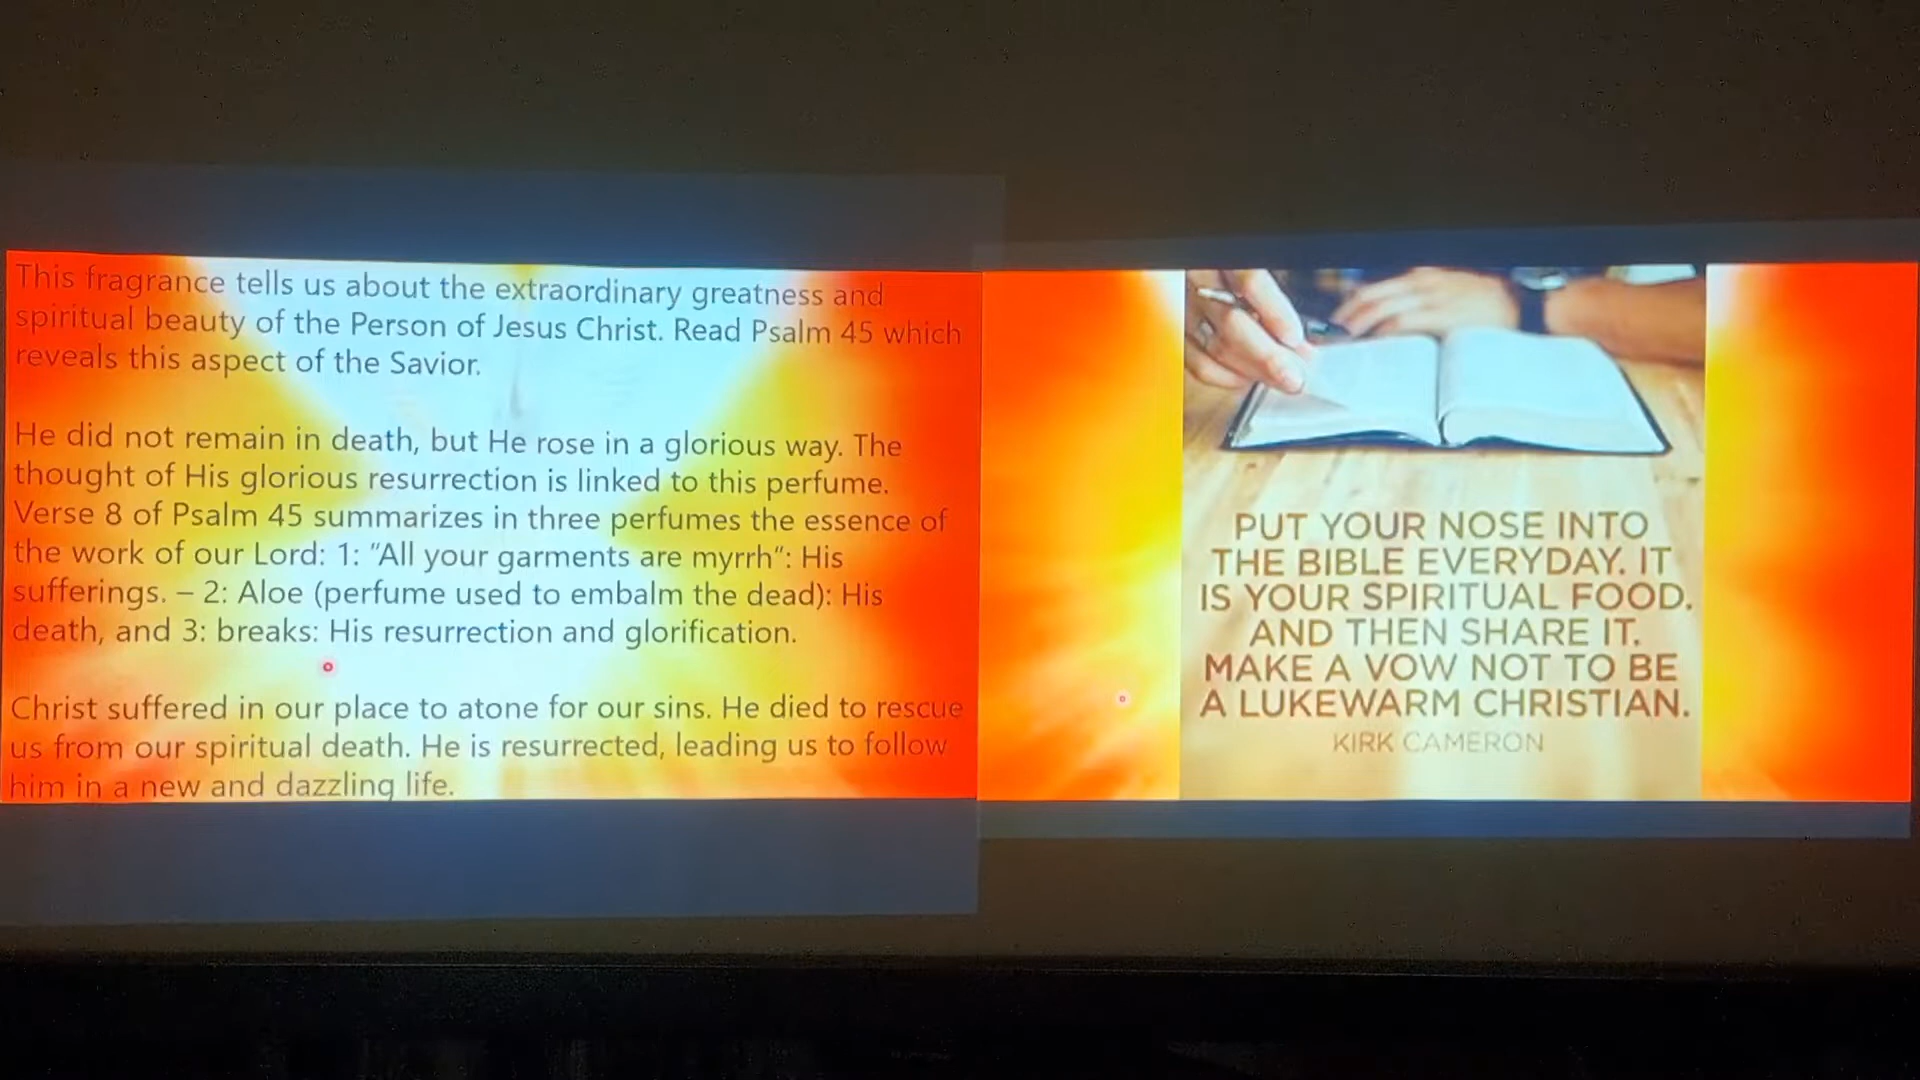 This fragrance tells us about the extraordinary greatness and
spiritual beauty of the Person of Jesus Christ. Read Psalm 45 which
reveals this aspect of the Savior.
He did not remain in death, but He rose in a glorious way. The
thought of His glorious resurrection is linked to this perfume.
Verse 8 of Psalm 45 summarizes in three perfumes the essence of
the work of our Lord: 1: "All your garments are myrrh": His
sufferings. – 2: Aloe (perfume used to embalm the dead): His
death, and 3: breaks: His resurrection and glorification.
Christ suffered in our place to atone for our sins. He died to rescue
us from our spiritual death. He is resurrected, leading us to follow
him in a new and dazzling life.
PUT YOUR NOSE INTO
THE BIBLE EVERYDAY. IT
IS YOUR SPIRITUAL FOOD.
AND THEN SHARE IT.
MAKE A VOW NOT TO BE
A LUKEWARM CHRISTIAN.
KIRK CAMERON